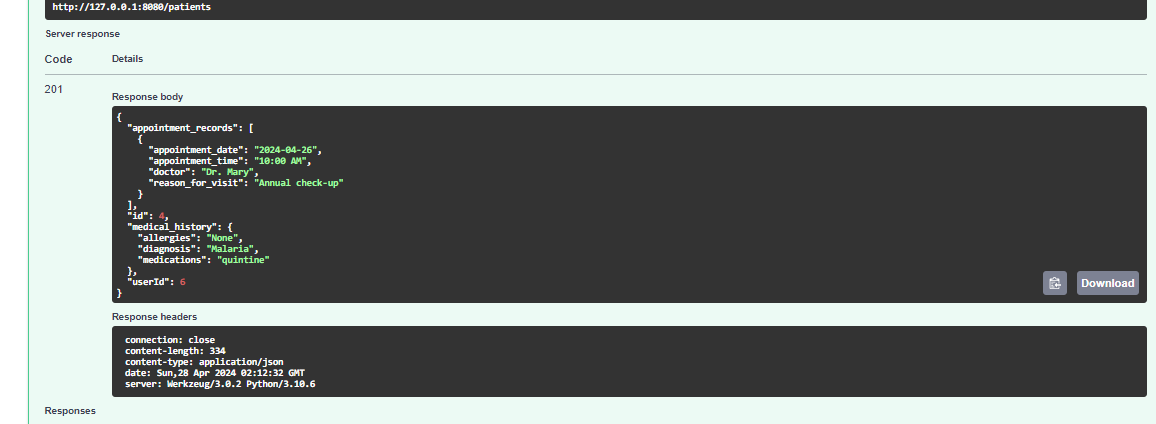 http://127.0.0.1:8080/patients
Server response
Code Details
201
Response body
{
"appointment_records": [
{
"appointment_date": "2024-04-26",
"appointment_time": "10:00 AM",
"doctor": "Dr. Mary",
"reason_for_visit": "Annual check-up"
}
],
"id": 4,
"medical_history": {
"allergies": "None",
"diagnosis": "Malaria",
"medications": "quintine"
},
"userId": 6
}
Download
Response headers
connection: close
content-length: 334
content-type: application/json
date: Sun,28 Apr 2024 02:12:32 GMT
server: Werkzeug/3.0.2 Python/3.10.6
Responses